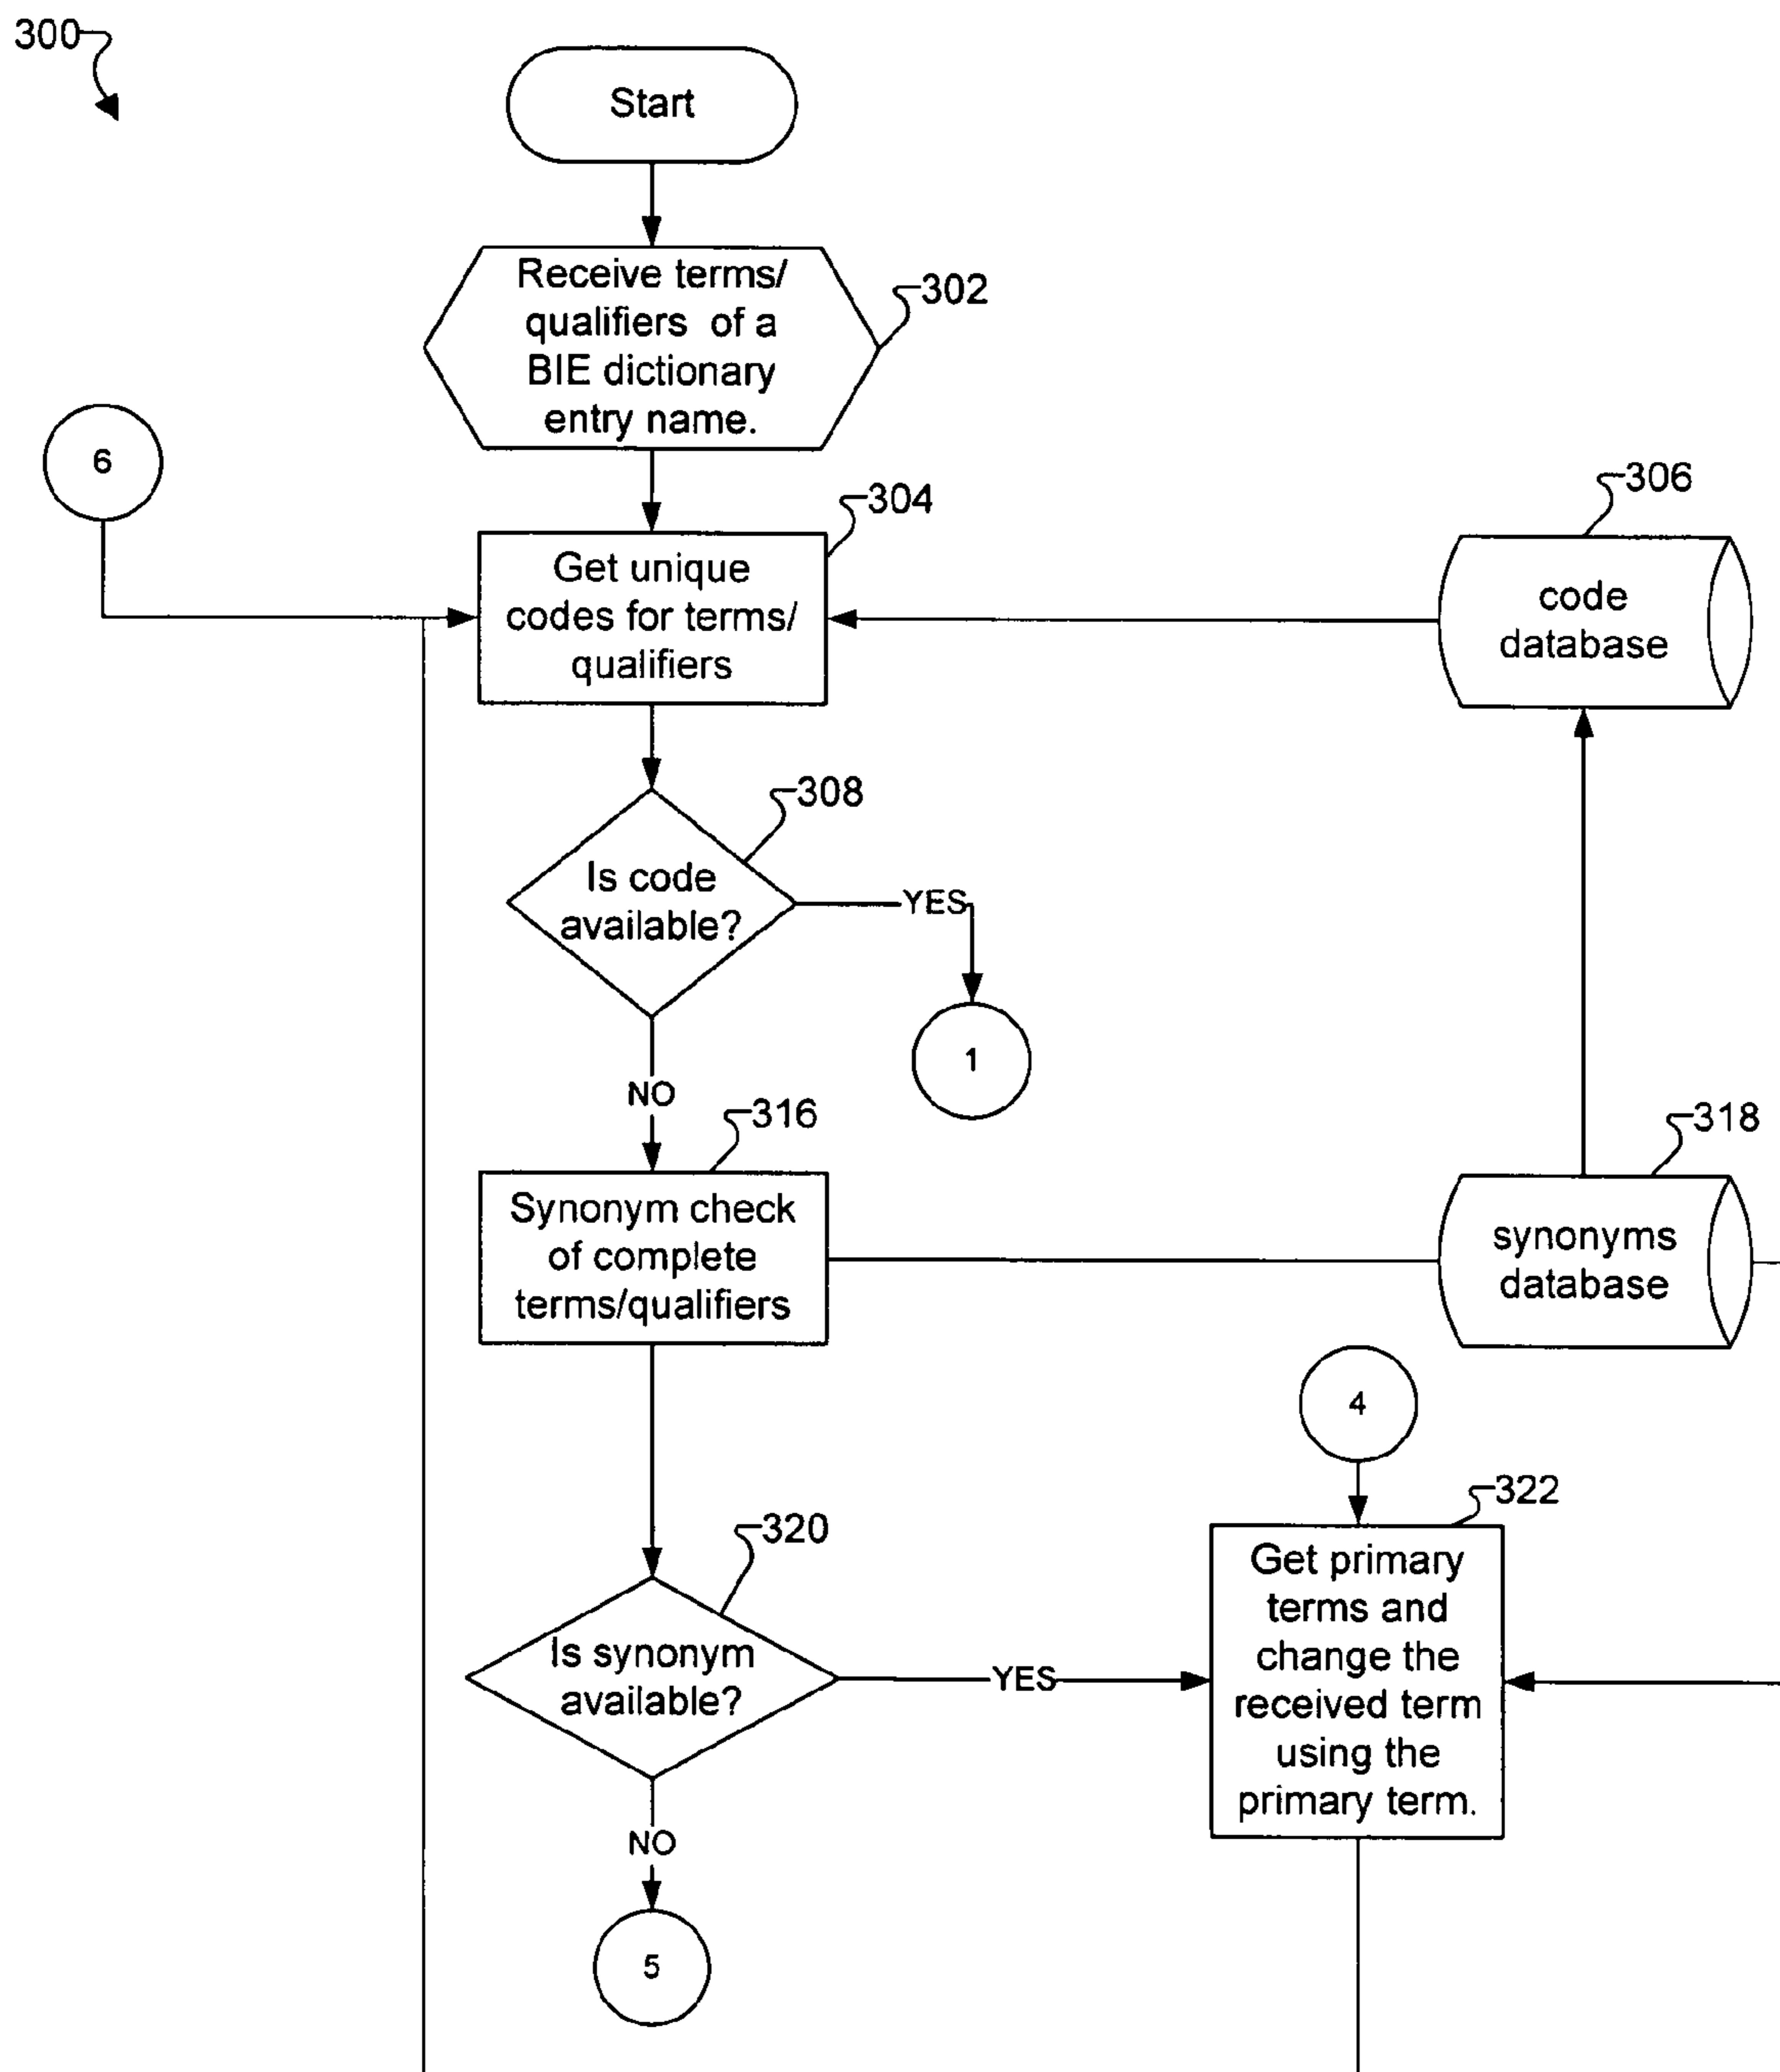 300
Start
Receive terms/
qualifiers of a
BIE dictionary
entry name.
302
6
304
306
Get unique
codes for terms/
qualifiers
code
database
308
Is code
available?
YES
1
NO
316
318
Synonym check
of complete
terms/qualifiers
synonyms
database
4
322
320
Get primary
terms and
change the
received term
using the
primary term.
Is synonym
available?
YES
NO
5